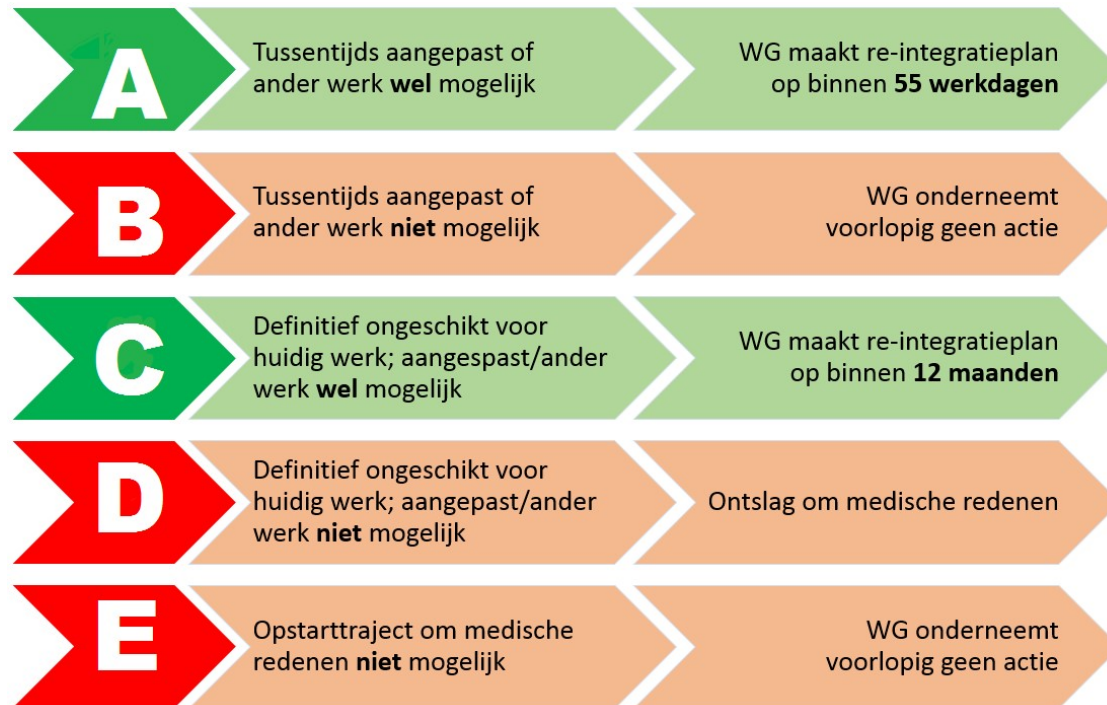 A
Tussentijds aangepast of
ander werk wel mogelijk
WG maakt re-integratieplan
op binnen 55 werkdagen
B
Tussentijds aangepast of
ander werk niet mogelijk
WG onderneemt
voorlopig geen actie
C
Definitief ongeschikt voor
huidig werk; aangespast/ander
werk wel mogelijk
WG maakt re-integratieplan
op binnen 12 maanden
D
Definitief ongeschikt voor
huidig werk; aangepast/ander
werk niet mogelijk
Ontslag om medische redenen
E
Opstarttraject om medische
redenen niet mogelijk
WG onderneemt
voorlopig geen actie